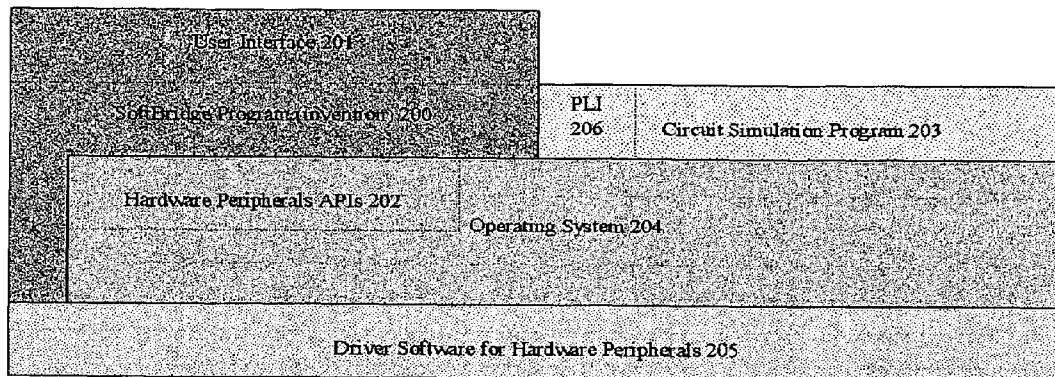 User Interface 201
SoftBridge Program (invention) 200
PLI
206
Circuit Simulation Program 203
Hardware Peripherals APIs 202
Operating System 204
Driver Software for Hardware Peripherals 205